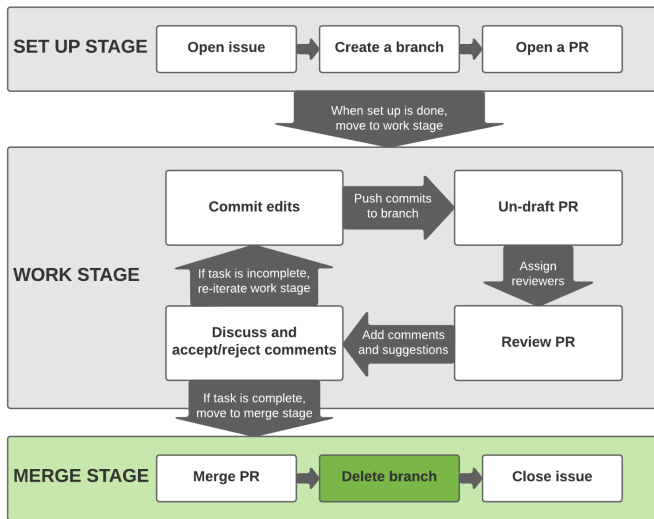 SET UP STAGE
Open issue
Create a branch
Open a PR
When set up is done,
move to work stage
WORK STAGE
Commit edits
Push commits
to branch
Un-draft PR
Assign
reviewers
Review PR
Add comments
and suggestions
Discuss and
accept/reject comments
If task is incomplete,
re-iterate work stage
If task is complete,
move to merge stage
MERGE STAGE
Merge PR
Delete branch
Close issue